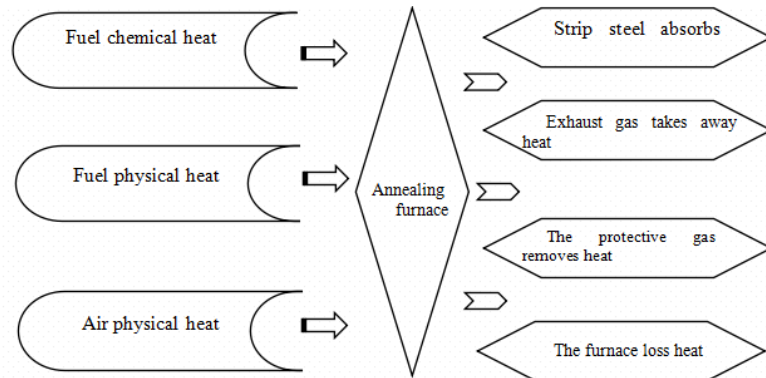 Fuel chemical heat
Fuel physical heat
Air physical heat
Annealing
furnace
Strip steel absorbs
Exhaust gas takes away
heat
The protective gas
removes heat
The furnace loss heat